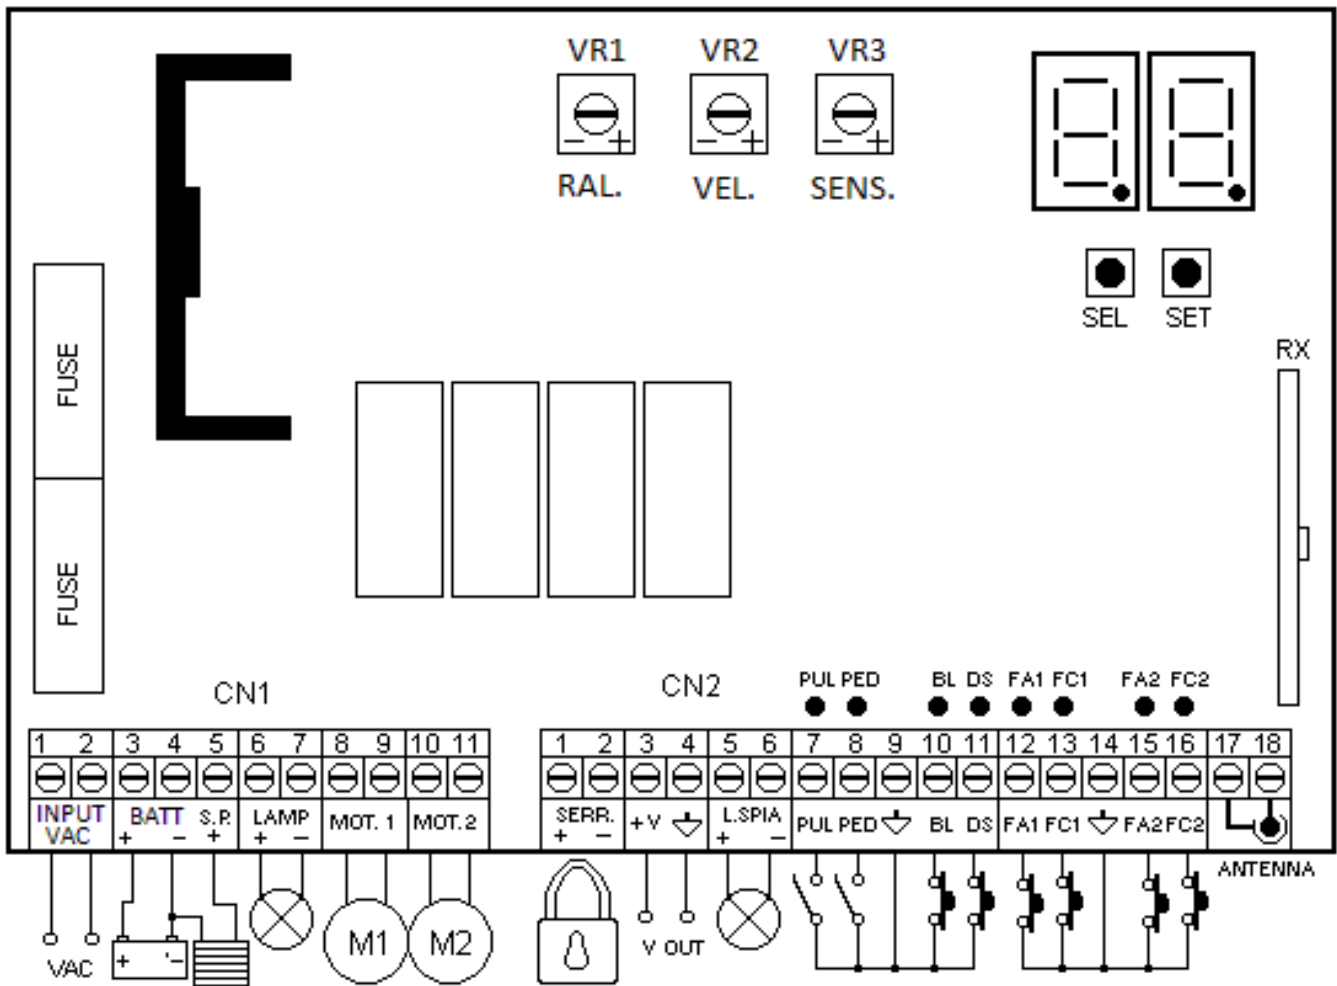 VR1 VR2 VR3
- + - + - +
RAL. VEL. SENS.
8. 8.
SEL SET
RX
FUSE
FUSE
CN1 CN2
PUL PED BL DS FA1 FC1 FA2 FC2
1 2 3 4 5 6 7 8 9 10 11 1 2 3 4 5 6 7 8 9 10 11 12 13 14 15 16 17 18
INPUT VAC BATT + - S.P. + LAMP + - MOT. 1 MOT.2 SERR. + - +V L.SPIA + - PUL PED BL DS FA1 FC1 FA2 FC2
ANTENNA
VAC + - M1 M2 V OUT